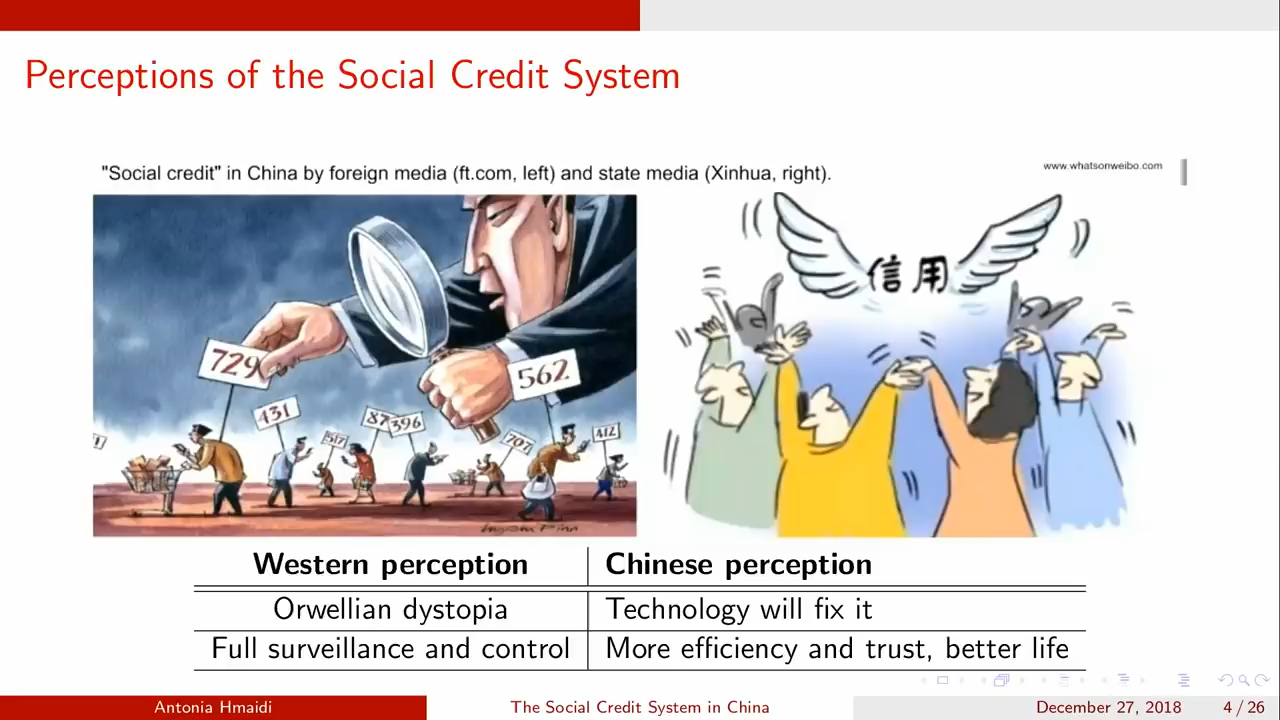 Perceptions of the Social Credit System
"Social credit" in China by foreign media (ft.com, left) and state media (Xinhua, right).
www.whatsonweibo.com
729
562
431
517
396
707
412
信用
Western perception Chinese perception
Orwellian dystopia Technology will fix it
Full surveillance and control More efficiency and trust, better life
Antonia Hmaidi The Social Credit System in China December 27, 2018 4 / 26